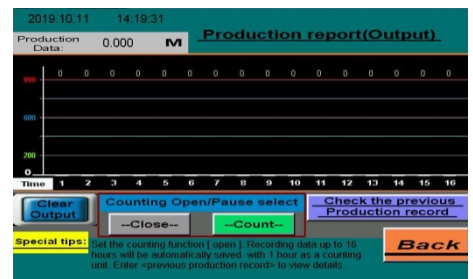 2019.10.11 14:19:31
Production report(Output)
Production
Data:
0.000 M
0 0 0 0 0 0 0 0 0 0 0 0 0 0 0 0
600
200
0
Time 1 2 3 4 5 6 7 8 9 10 11 12 13 14 15 16
Clear
Output
Counting Open/Pause select
--Close-- --Count--
Check the previous
Production record
Special tips:
Set the counting function [ open ]: Recording data up to 16
hours will be automatically saved with 1 hour as a counting
unit. Enter <previous production record> to view details.
Back